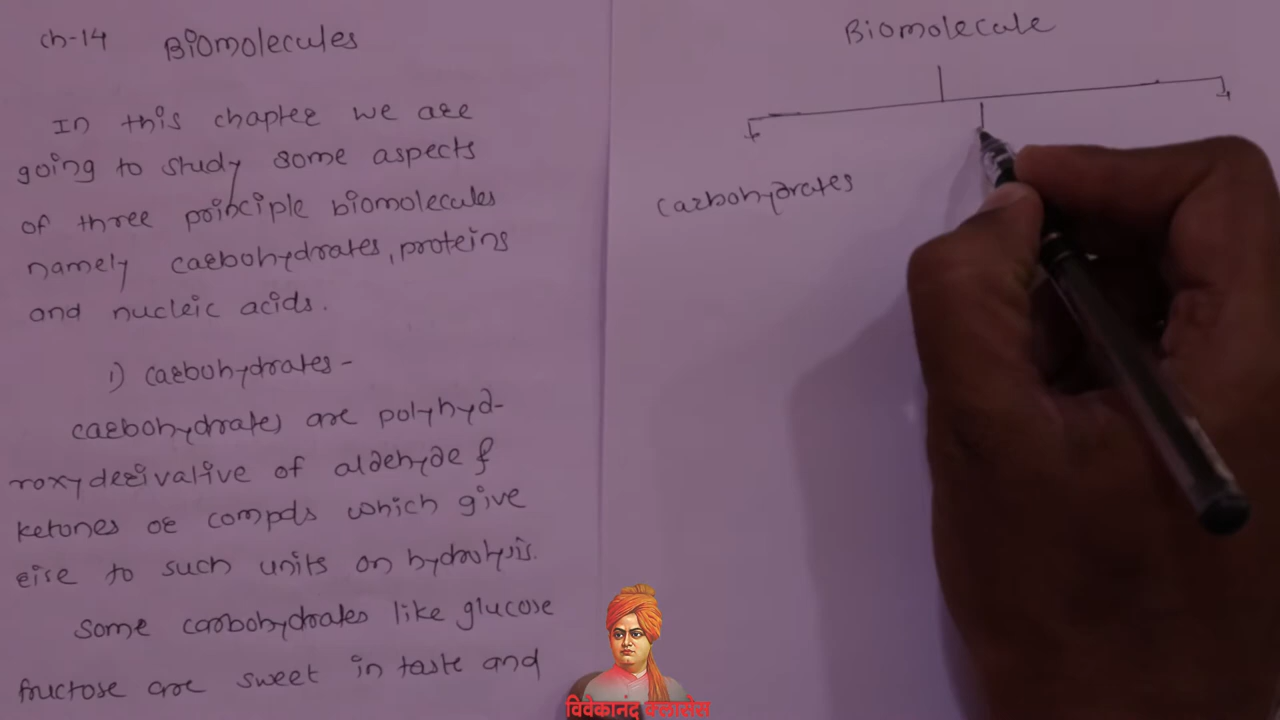 ch-14 Biomolecules
In this chapter we are
going to study some aspects
of three principle biomolecules
namely carbohydrates, proteins
and nucleic acids.
1) carbohydrates -
carbohydrates are polyhyd-
roxyderivative of aldehyde &
ketones or compds which give
rise to such units on hydrolysis.
Some carbohydrates like glucose
fructose are sweet in taste and
Biomolecule
carbohydrates
विवेकानंद क्लासेस